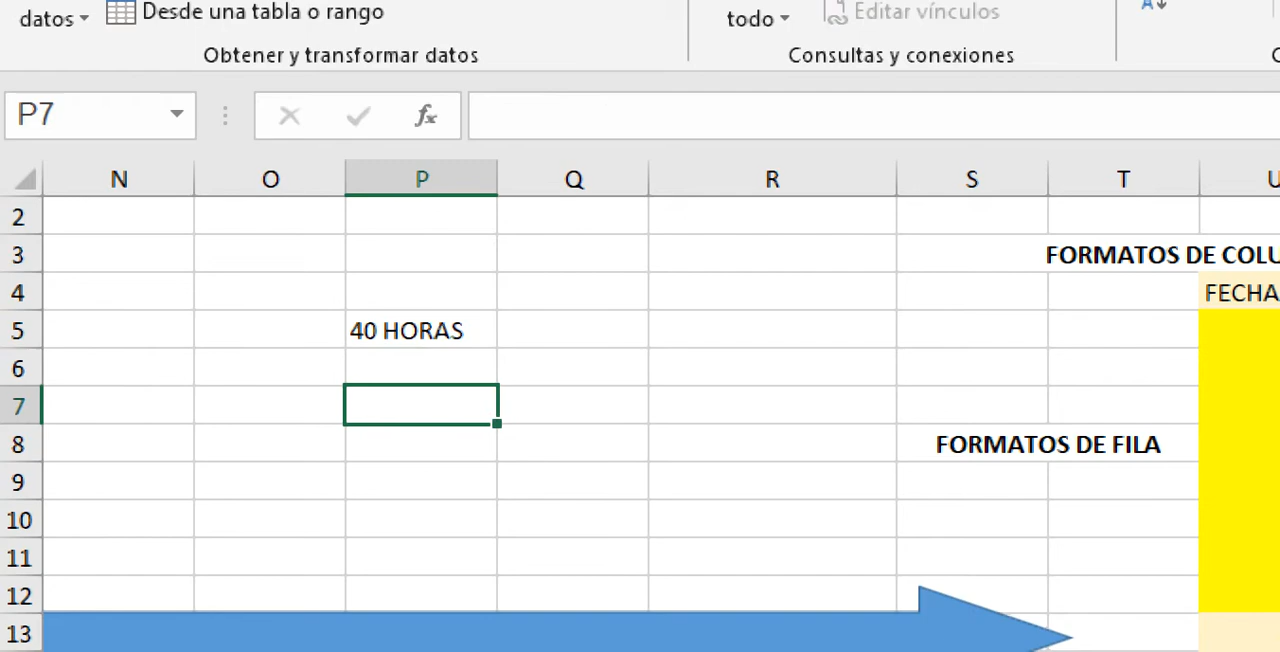 datos
Desde una tabla o rango
todo
Editar vínculos
Obtener y transformar datos
Consultas y conexiones
P7
fx
N O P Q R S T U
2
3 FORMATOS DE COLU
4 FECHA
5 40 HORAS
6
7
8 FORMATOS DE FILA
9
10
11
12
13